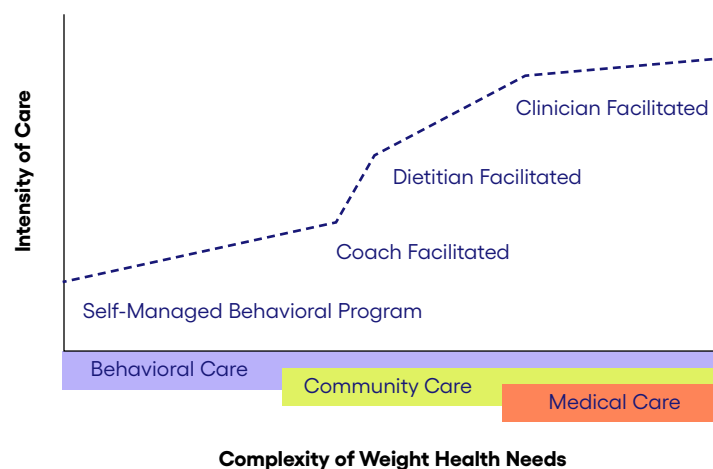 Intensity of Care
Clinician Facilitated
Dietitian Facilitated
Coach Facilitated
Self-Managed Behavioral Program
Behavioral Care
Community Care
Medical Care
Complexity of Weight Health Needs